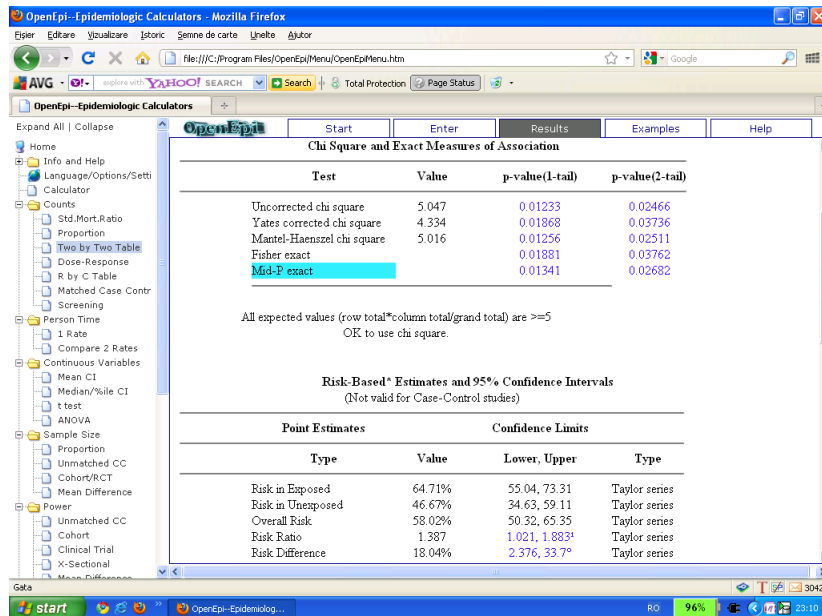 OpenEpi--Epidemiologic Calculators - Mozilla Firefox
Fişier Editare Vizualizare Istoric Semne de carte Unelte Ajutor
file:///C:/Program Files/OpenEpi/Menu/OpenEpiMenu.htm Google
AVG Y! explore with YAHOO! SEARCH Search Total Protection Page Status
OpenEpi--Epidemiologic Calculators
Expand All | Collapse
Home
Info and Help
Language/Options/Setti
Calculator
Counts
Std.Mort.Ratio
Proportion
Two by Two Table
Dose-Response
R by C Table
Matched Case Contr
Screening
Person Time
1 Rate
Compare 2 Rates
Continuous Variables
Mean CI
Median/%ile CI
t test
ANOVA
Sample Size
Proportion
Unmatched CC
Cohort/RCT
Mean Difference
Power
Unmatched CC
Cohort
Clinical Trial
X-Sectional
Mean Difference
OpenEpi Start Enter Results Examples Help
Chi Square and Exact Measures of Association
Test Value p-value(1-tail) p-value(2-tail)
Uncorrected chi square 5.047 0.01233 0.02466
Yates corrected chi square 4.334 0.01868 0.03736
Mantel-Haenszel chi square 5.016 0.01256 0.02511
Fisher exact 0.01881 0.03762
Mid-P exact 0.01341 0.02682
All expected values (row total*column total/grand total) are >=5
OK to use chi square.
Risk-Based* Estimates and 95% Confidence Intervals
(Not valid for Case-Control studies)
Point Estimates Confidence Limits
Type Value Lower, Upper Type
Risk in Exposed 64.71% 55.04, 73.31 Taylor series
Risk in Unexposed 46.67% 34.63, 59.11 Taylor series
Overall Risk 58.02% 50.32, 65.35 Taylor series
Risk Ratio 1.387 1.021, 1.883¹ Taylor series
Risk Difference 18.04% 2.376, 33.7° Taylor series
Gata 3042
start OpenEpi--Epidemiolog... RO 96% 23:10